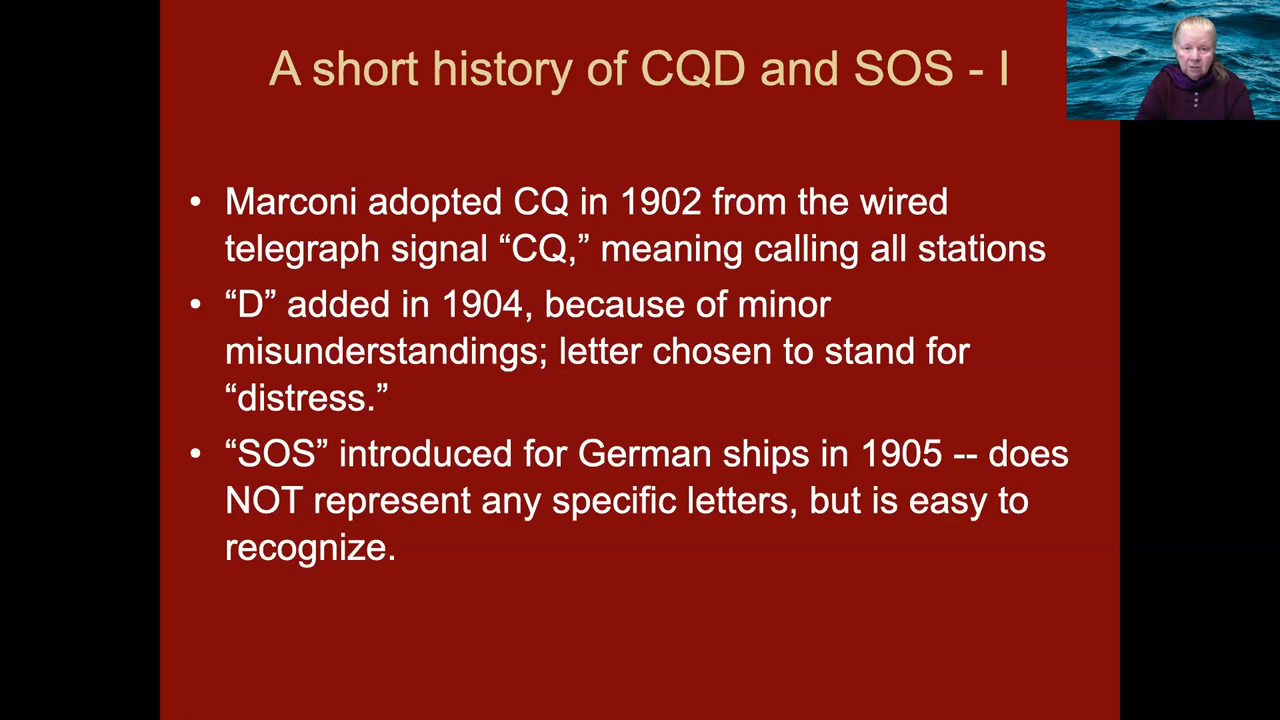 A short history of CQD and SOS - I
• Marconi adopted CQ in 1902 from the wired
telegraph signal “CQ,” meaning calling all stations
• “D” added in 1904, because of minor
misunderstandings; letter chosen to stand for
“distress.”
• “SOS” introduced for German ships in 1905 -- does
NOT represent any specific letters, but is easy to
recognize.